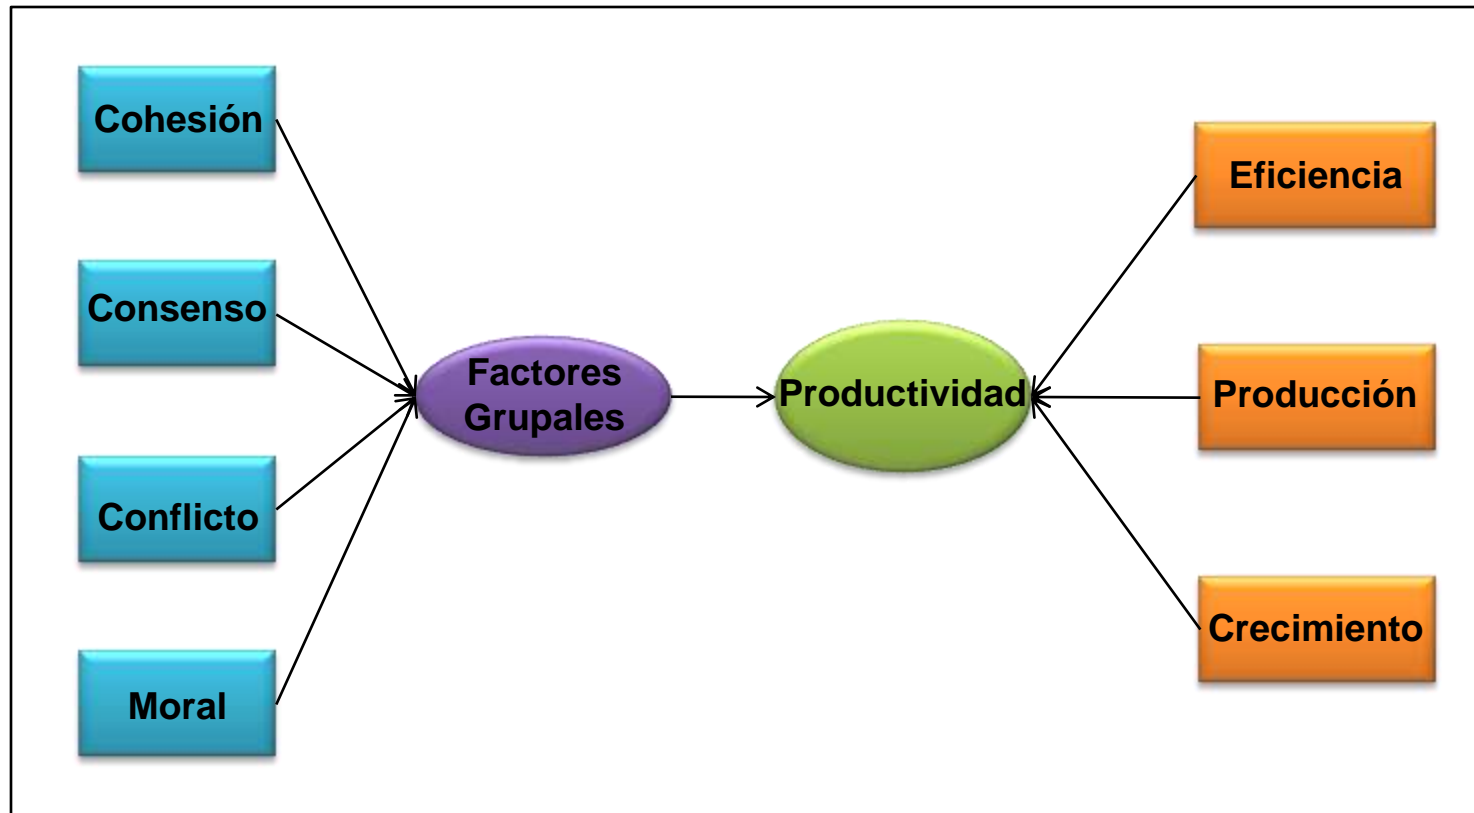 Cohesión
Consenso
Conflicto
Moral
Factores
Grupales
Productividad
Eficiencia
Producción
Crecimiento